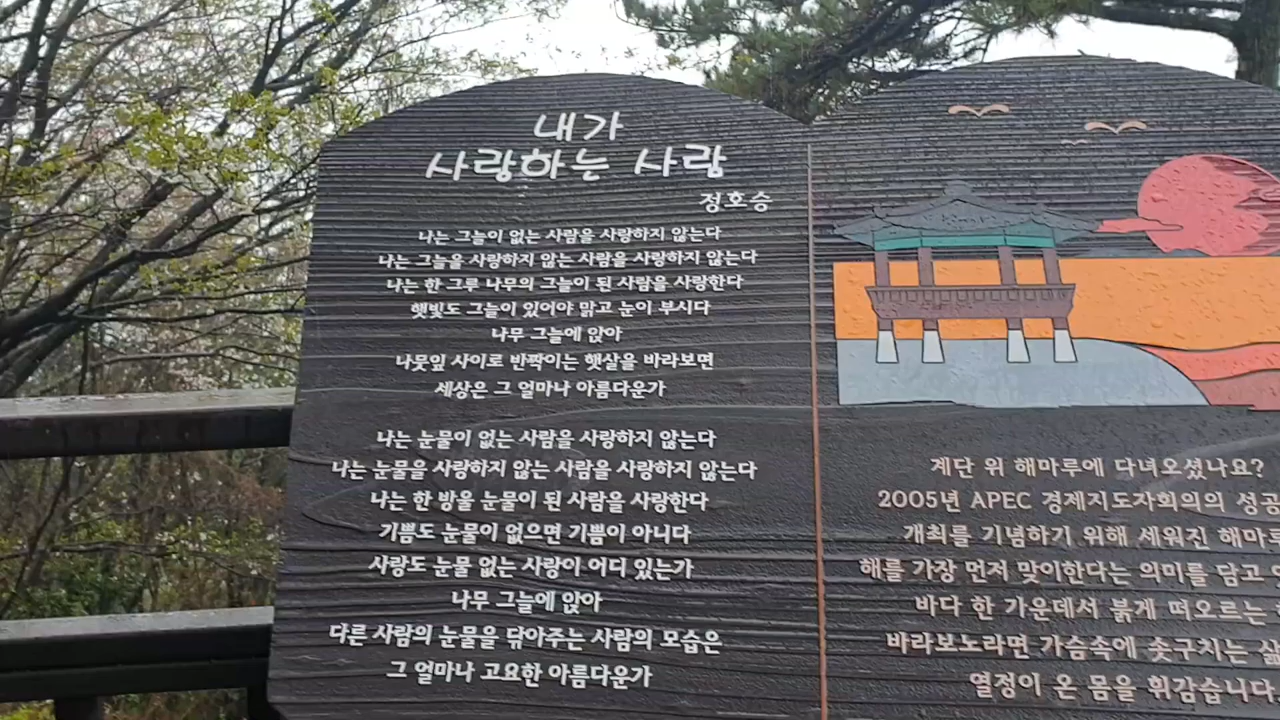 내가
사랑하는 사람
정호승
나는 그늘이 없는 사람을 사랑하지 않는다
나는 그늘을 사랑하지 않는 사람을 사랑하지 않는다
나는 한 그루 나무의 그늘이 된 사람을 사랑한다
햇빛도 그늘이 있어야 맑고 눈이 부시다
나무 그늘에 앉아
나뭇잎 사이로 반짝이는 햇살을 바라보면
세상은 그 얼마나 아름다운가
나는 눈물이 없는 사람을 사랑하지 않는다
나는 눈물을 사랑하지 않는 사람을 사랑하지 않는다
나는 한 방울 눈물이 된 사람을 사랑한다
기쁨도 눈물이 없으면 기쁨이 아니다
사랑도 눈물 없는 사랑이 어디 있는가
나무 그늘에 앉아
다른 사람의 눈물을 닦아주는 사람의 모습은
그 얼마나 고요한 아름다운가
계단 위 해마루에 다녀오셨나요?
2005년 APEC 경제지도자회의의 성공
개최를 기념하기 위해 세워진 해마루
해를 가장 먼저 맞이한다는 의미를 담고
바다 한 가운데서 붉게 떠오르는
바라보노라면 가슴속에 솟구치는
열정이 온 몸을 휘감습니다